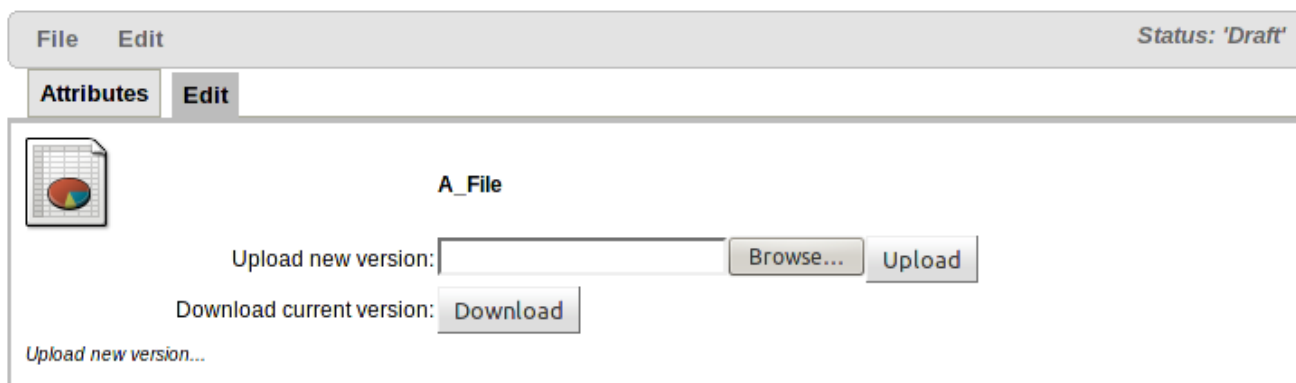 File Edit Status: 'Draft'
Attributes Edit
A_File
Upload new version: Browse... Upload
Download current version: Download
Upload new version...